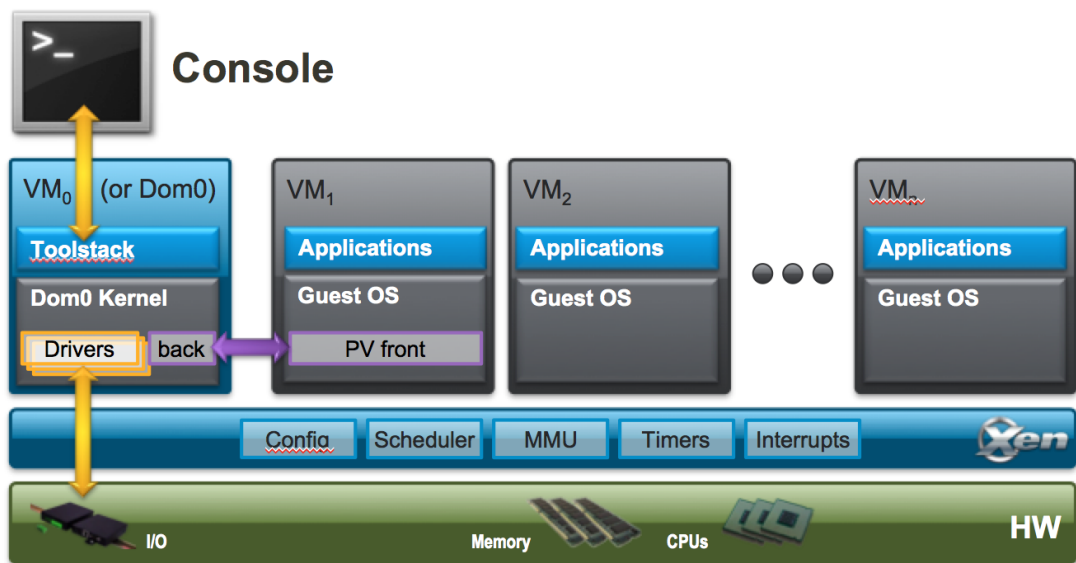 >_
Console
VM₀ (or Dom0)
Toolstack
Dom0 Kernel
Drivers
back
VM₁
Applications
Guest OS
PV front
VM₂
Applications
Guest OS
VMₙ
Applications
Guest OS
Config
Scheduler
MMU
Timers
Interrupts
Xen
I/O
Memory
CPUs
HW